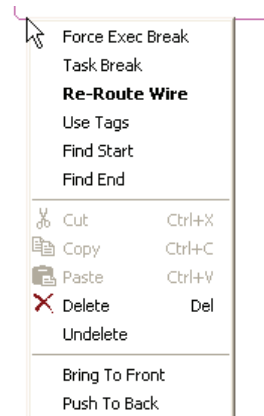 Force Exec Break
Task Break
Re-Route Wire
Use Tags
Find Start
Find End
Cut Ctrl+X
Copy Ctrl+C
Paste Ctrl+V
Delete Del
Undelete
Bring To Front
Push To Back